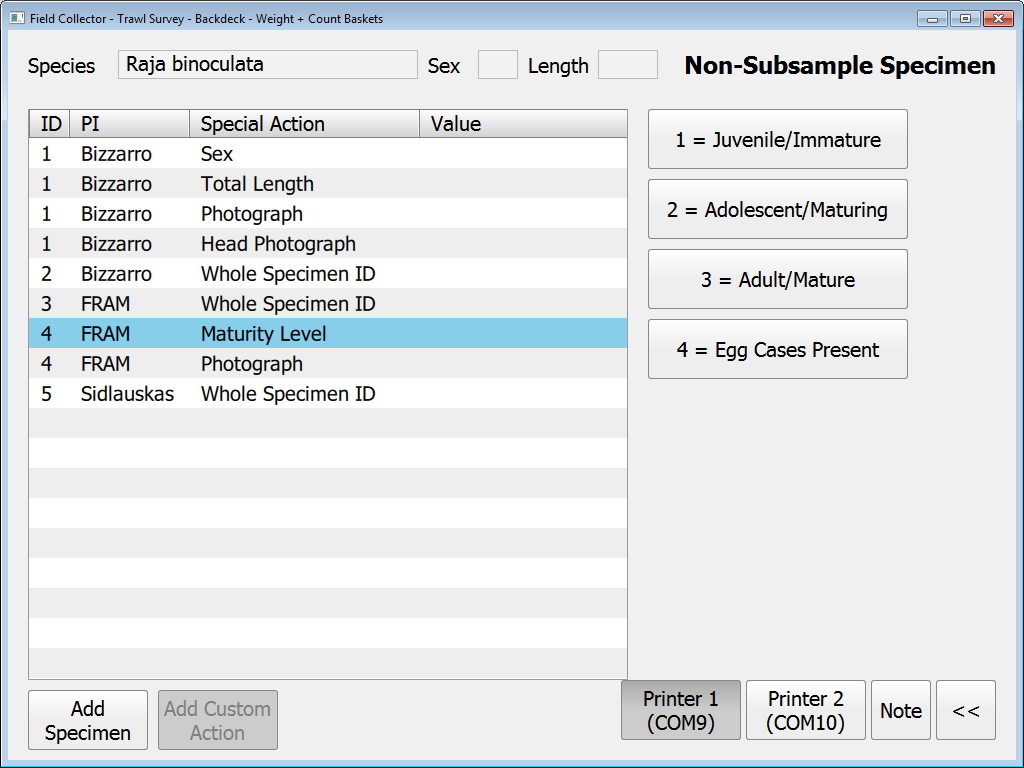 Field Collector - Trawl Survey - Backdeck - Weight + Count Baskets
Species Raja binoculata Sex Length Non-Subsample Specimen
ID PI Special Action Value
1 Bizzarro Sex
1 Bizzarro Total Length
1 Bizzarro Photograph
1 Bizzarro Head Photograph
2 Bizzarro Whole Specimen ID
3 FRAM Whole Specimen ID
4 FRAM Maturity Level
4 FRAM Photograph
5 Sidlauskas Whole Specimen ID
1 = Juvenile/Immature
2 = Adolescent/Maturing
3 = Adult/Mature
4 = Egg Cases Present
Add
Specimen
Add Custom
Action
Printer 1
(COM9)
Printer 2
(COM10)
Note
<<